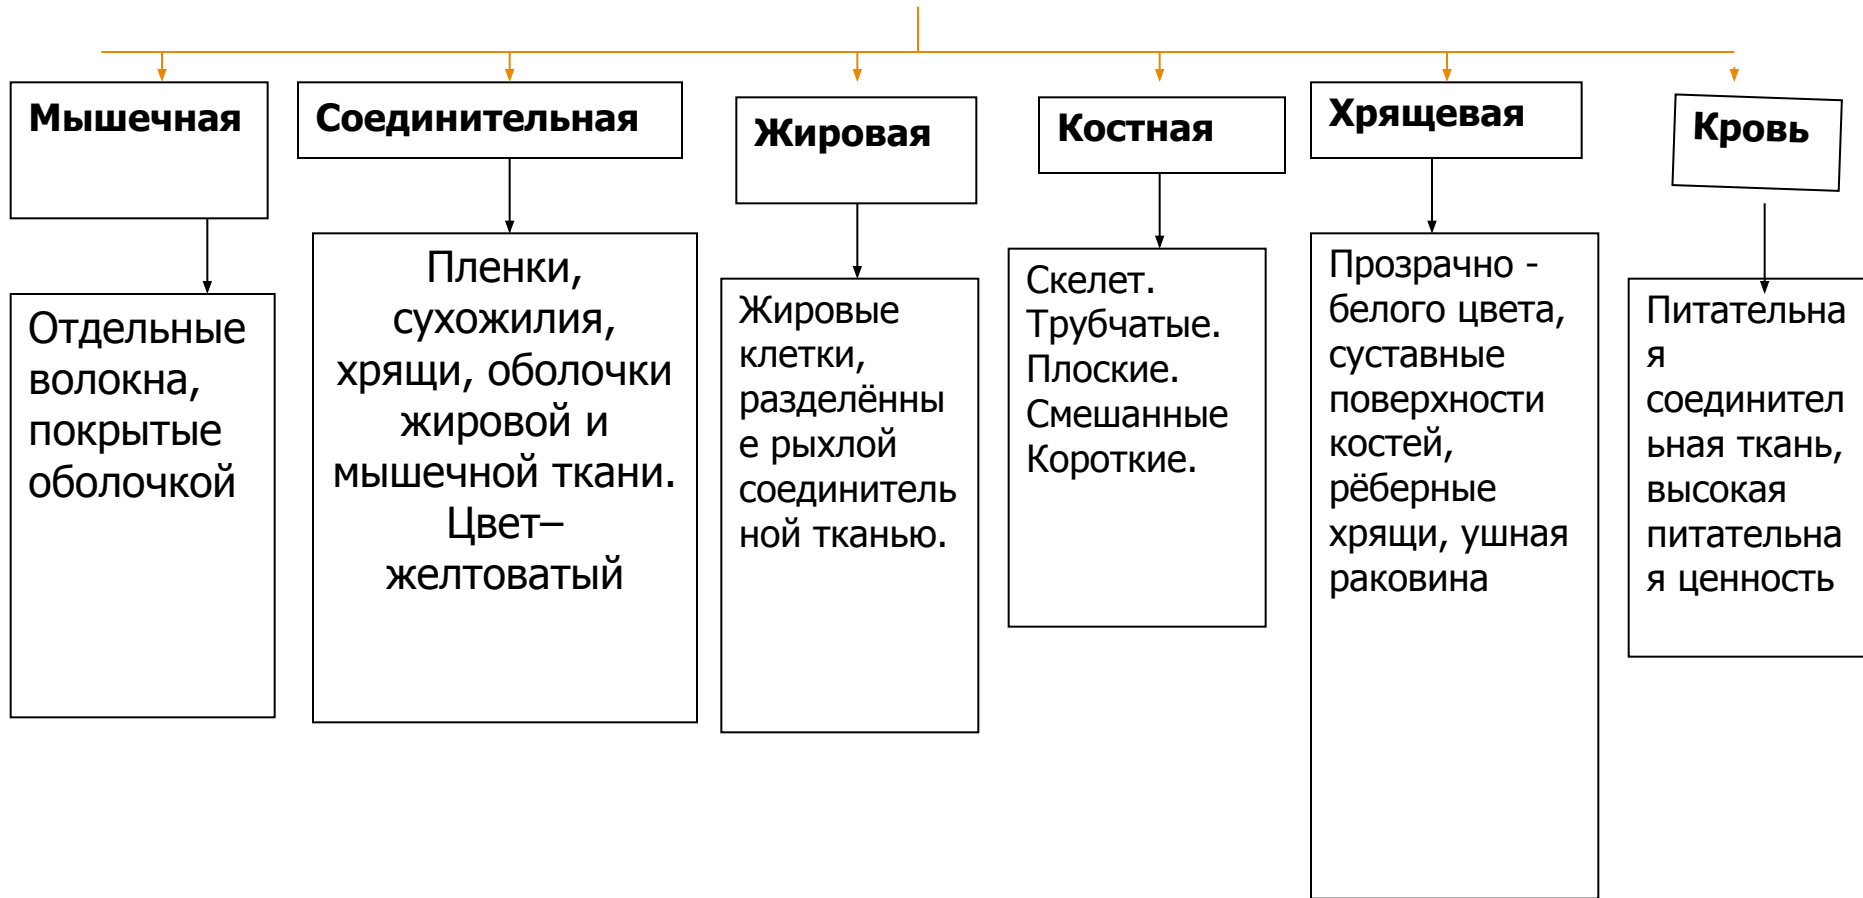 Мышечная
Соединительная
Жировая
Костная
Хрящевая
Кровь
Отдельные
волокна,
покрытые
оболочкой
Пленки,
сухожилия,
хрящи, оболочки
жировой и
мышечной ткани.
Цвет–
желтоватый
Жировые
клетки,
разделённы
е рыхлой
соединитель
ной тканью.
Скелет.
Трубчатые.
Плоские.
Смешанные
Короткие.
Прозрачно -
белого цвета,
суставные
поверхности
костей,
рёберные
хрящи, ушная
раковина
Питательна
я
соединител
ьная ткань,
высокая
питательна
я ценность